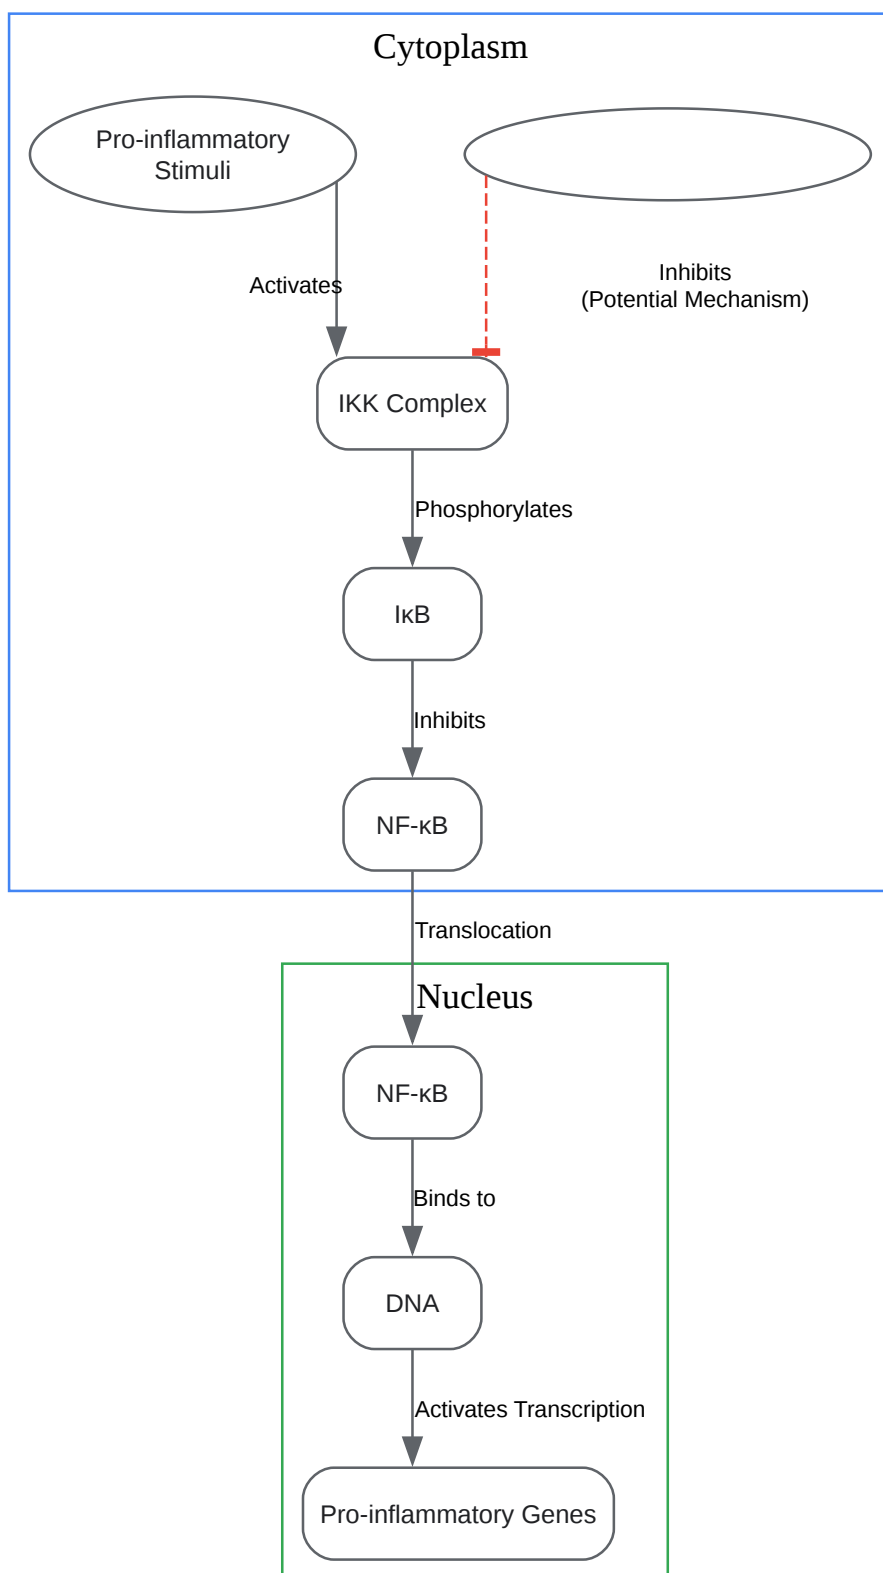 Cytoplasm
Pro-inflammatory
Stimuli
Activates
Inhibits
(Potential Mechanism)
IKK Complex
Phosphorylates
IκB
Inhibits
NF-κB
Translocation
Nucleus
NF-κB
Binds to
DNA
Activates Transcription
Pro-inflammatory Genes